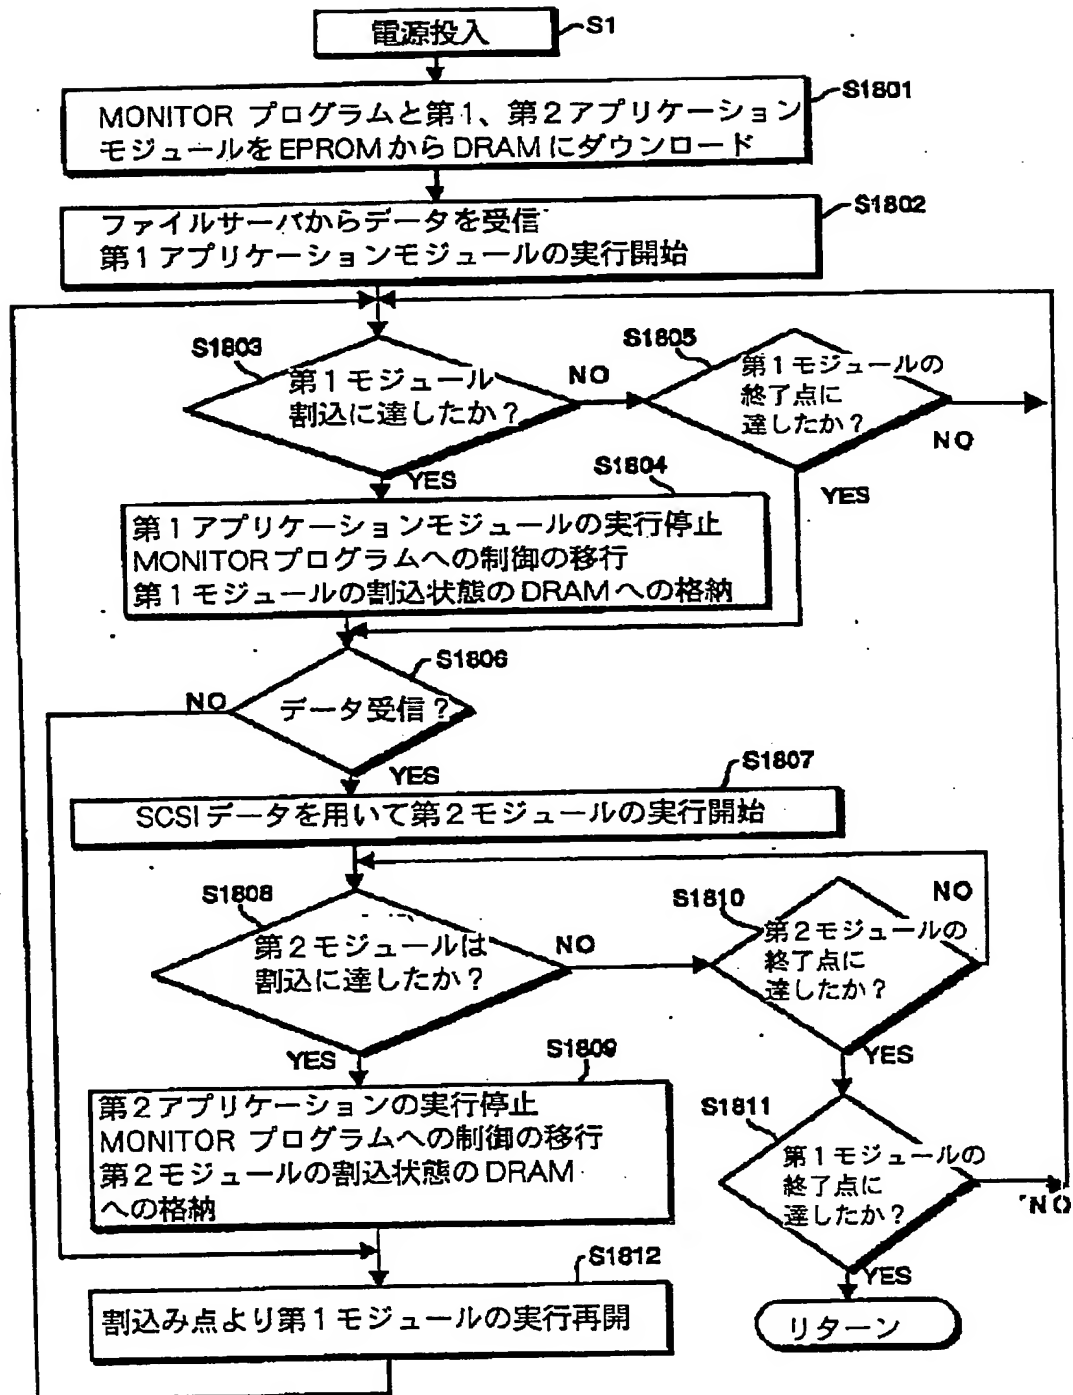 電源投入
S1
S1801
MONITOR プログラムと第1、第2アプリケーション
モジュールをEPROMからDRAMにダウンロード
S1802
ファイルサーバからデータを受信
第1アプリケーションモジュールの実行開始
S1803
第1モジュール
割込に達したか?
NO
YES
S1805
第1モジュールの
終了点に
達したか?
NO
YES
S1804
第1アプリケーションモジュールの実行停止
MONITORプログラムへの制御の移行
第1モジュールの割込状態のDRAMへの格納
S1806
データ受信?
NO
YES
S1807
SCSIデータを用いて第2モジュールの実行開始
S1808
第2モジュールは
割込に達したか?
NO
YES
S1810
第2モジュールの
終了点に
達したか?
NO
YES
S1809
第2アプリケーションの実行停止
MONITOR プログラムへの制御の移行
第2モジュールの割込状態のDRAM
への格納
S1811
第1モジュールの
終了点に
達したか?
NO
YES
S1812
割込み点より第1モジュールの実行再開
リターン